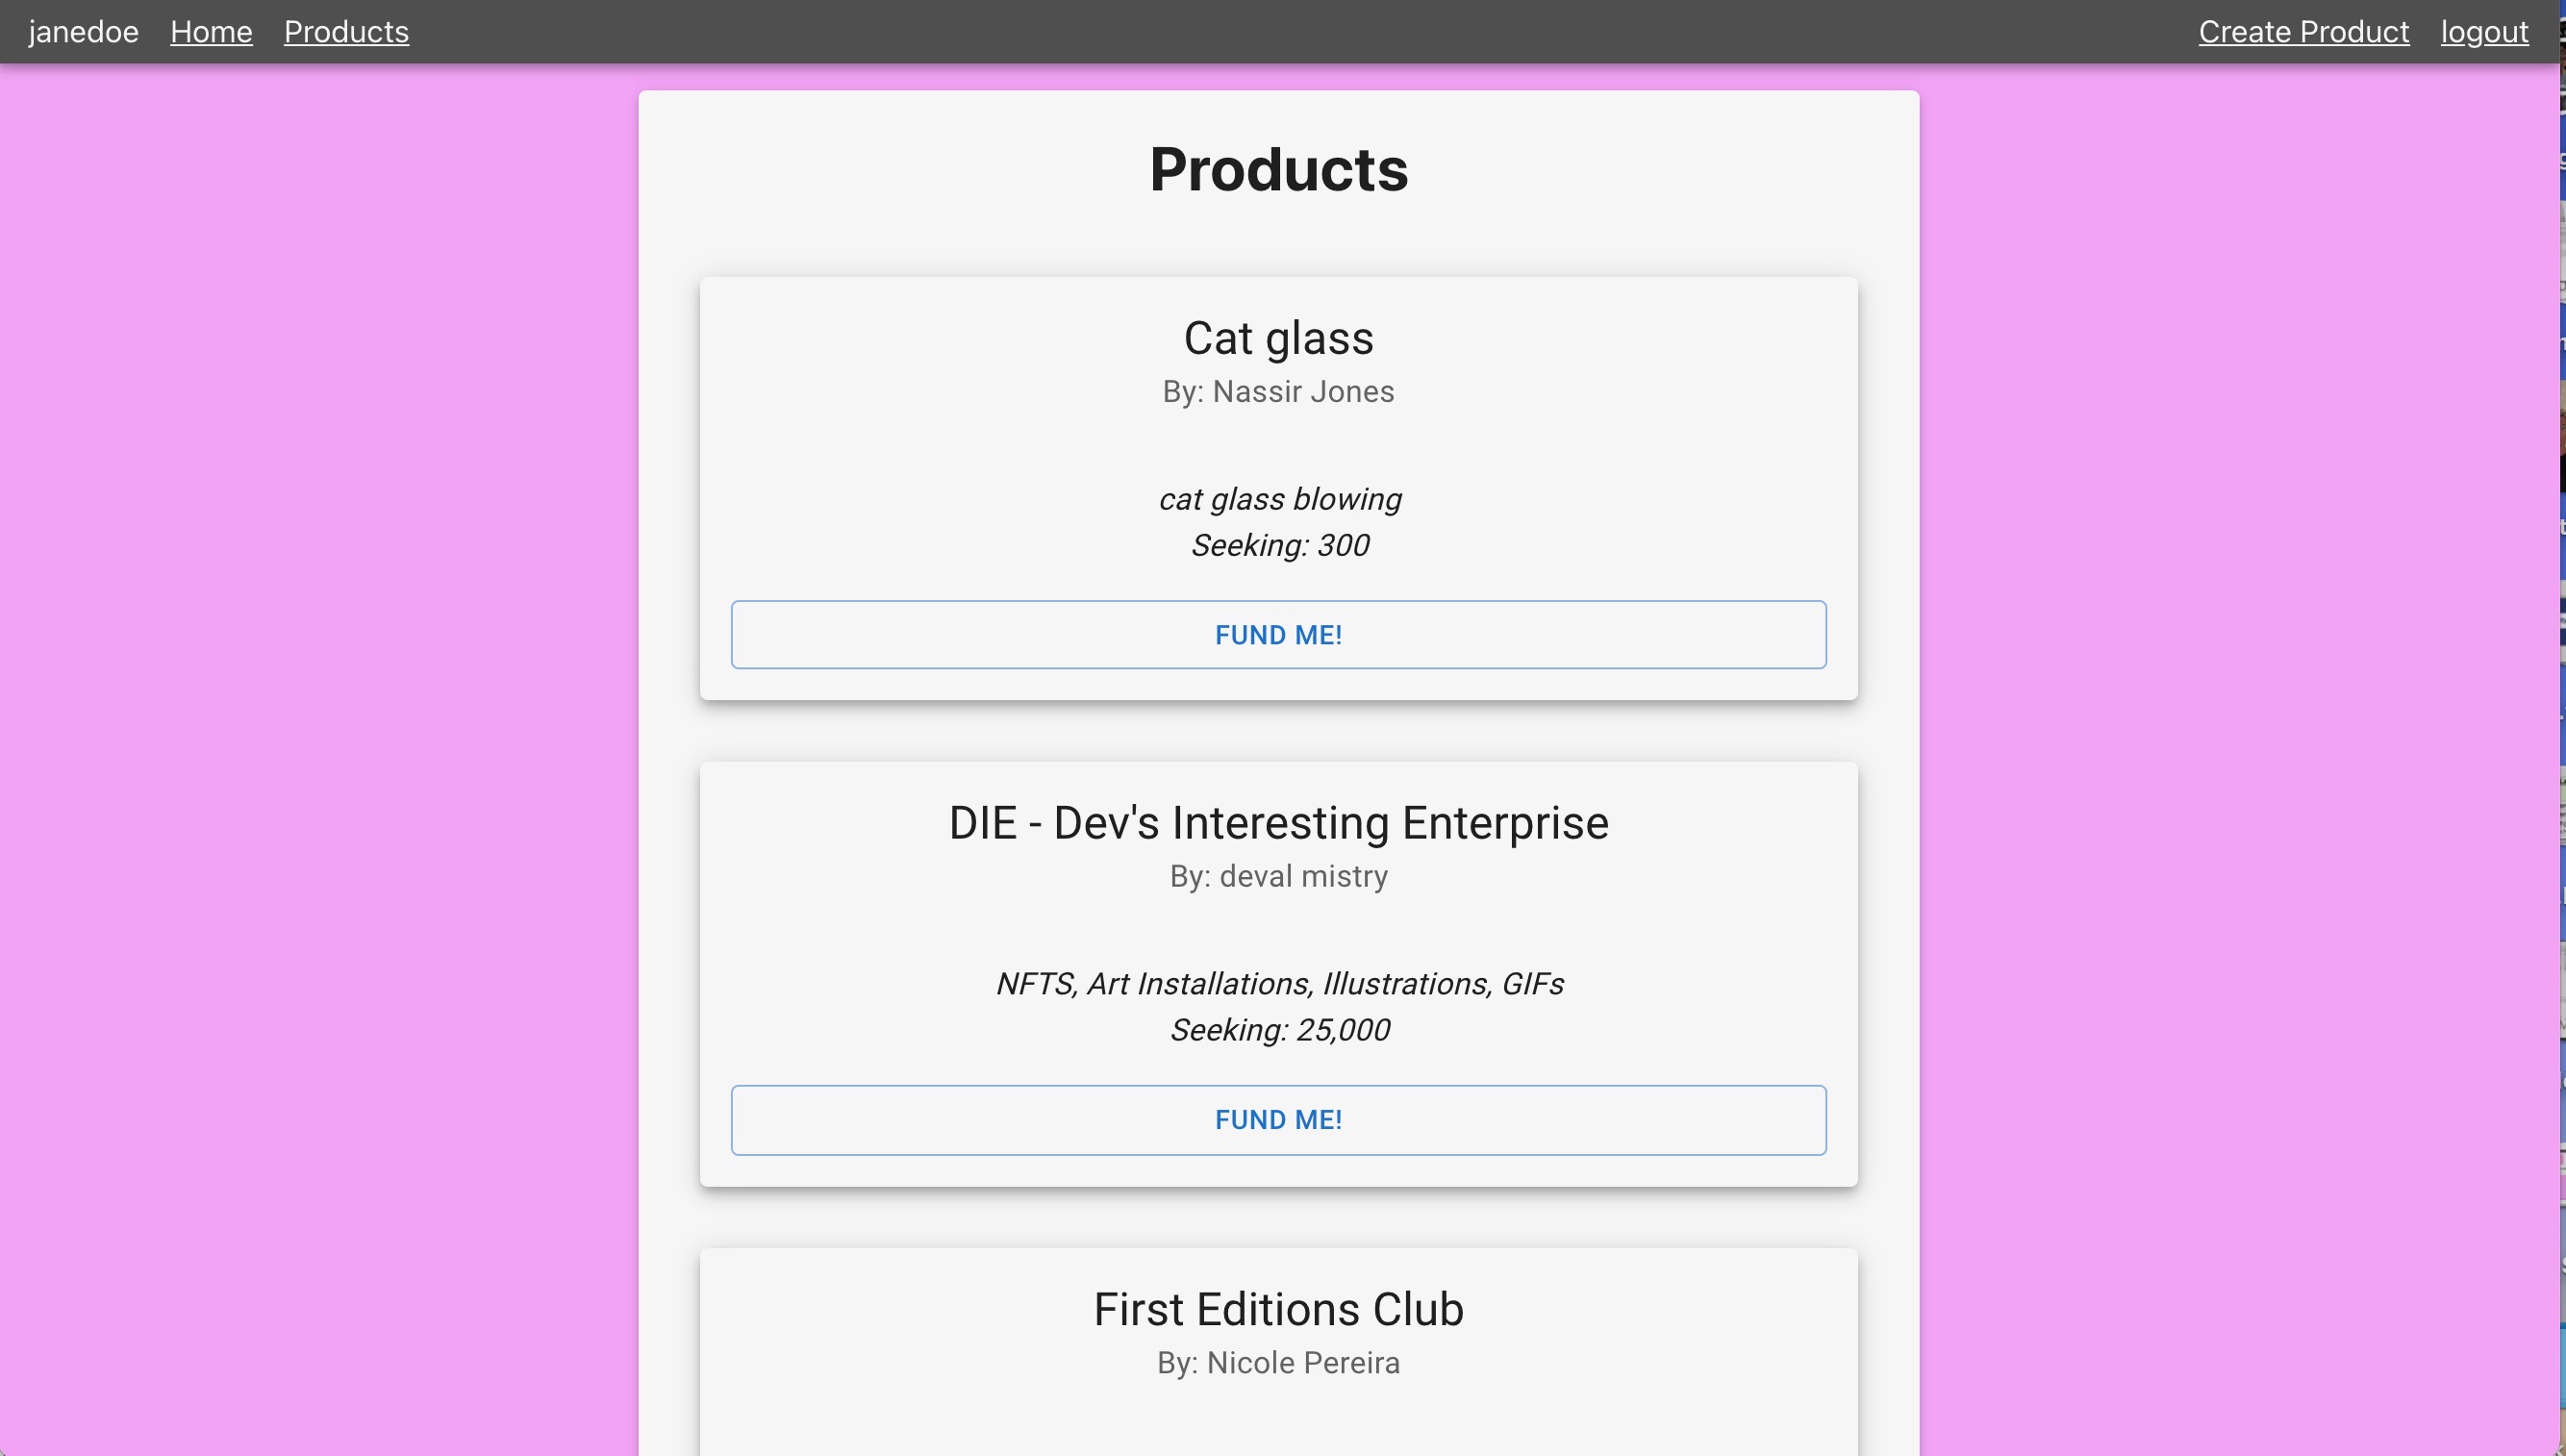 janedoe Home Products Create Product logout
Products
Cat glass
By: Nassir Jones
cat glass blowing
Seeking: 300
FUND ME!
DIE - Dev's Interesting Enterprise
By: deval mistry
NFTS, Art Installations, Illustrations, GIFs
Seeking: 25,000
FUND ME!
First Editions Club
By: Nicole Pereira